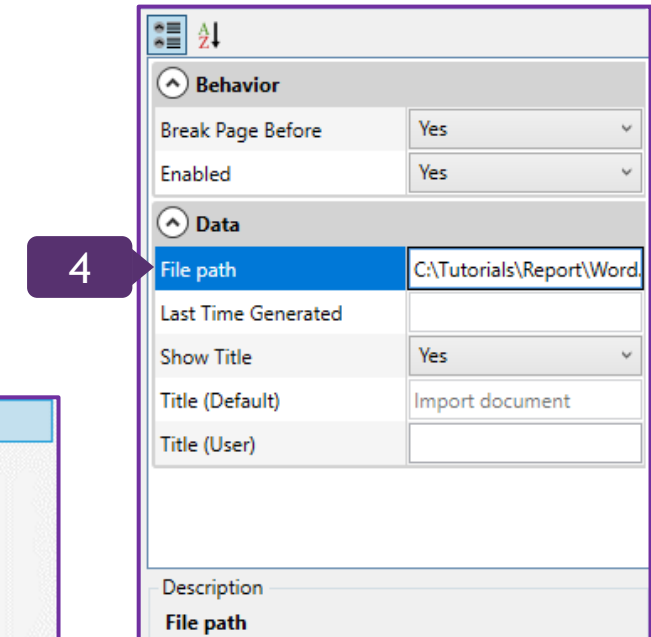 A
Z
Behavior
Break Page Before Yes
Enabled Yes
Data
4
File path C:\Tutorials\Report\Word.
Last Time Generated
Show Title Yes
Title (Default) Import document
Title (User)
Description
File path